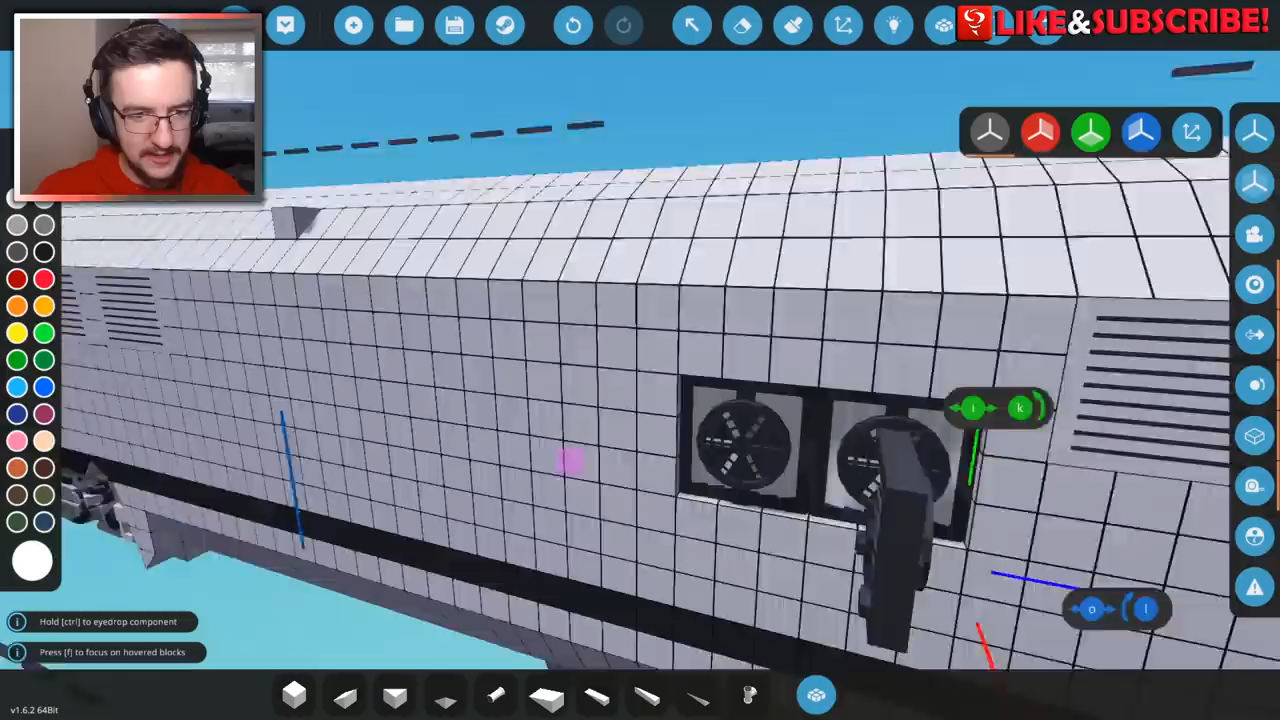 LIKE&SUBSCRIBE!
i
k
o
l
Hold [ctrl] to eyedrop component
Press [f] to focus on hovered blocks
v1.6.2 64Bit